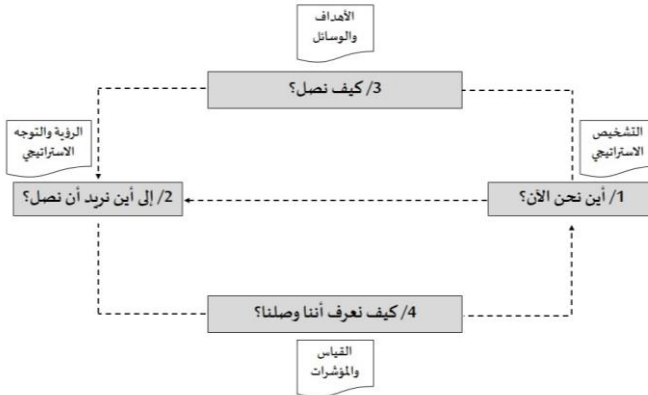 الأهداف
والوسائل
3/ كيف نصل؟
التشخيص
الاستراتيجي
الرؤية والتوجه
الاستراتيجي
1/ أين نحن الآن؟
2/ إلى أين نريد أن نصل؟
4/ كيف نعرف أننا وصلنا؟
القياس
والمؤشرات